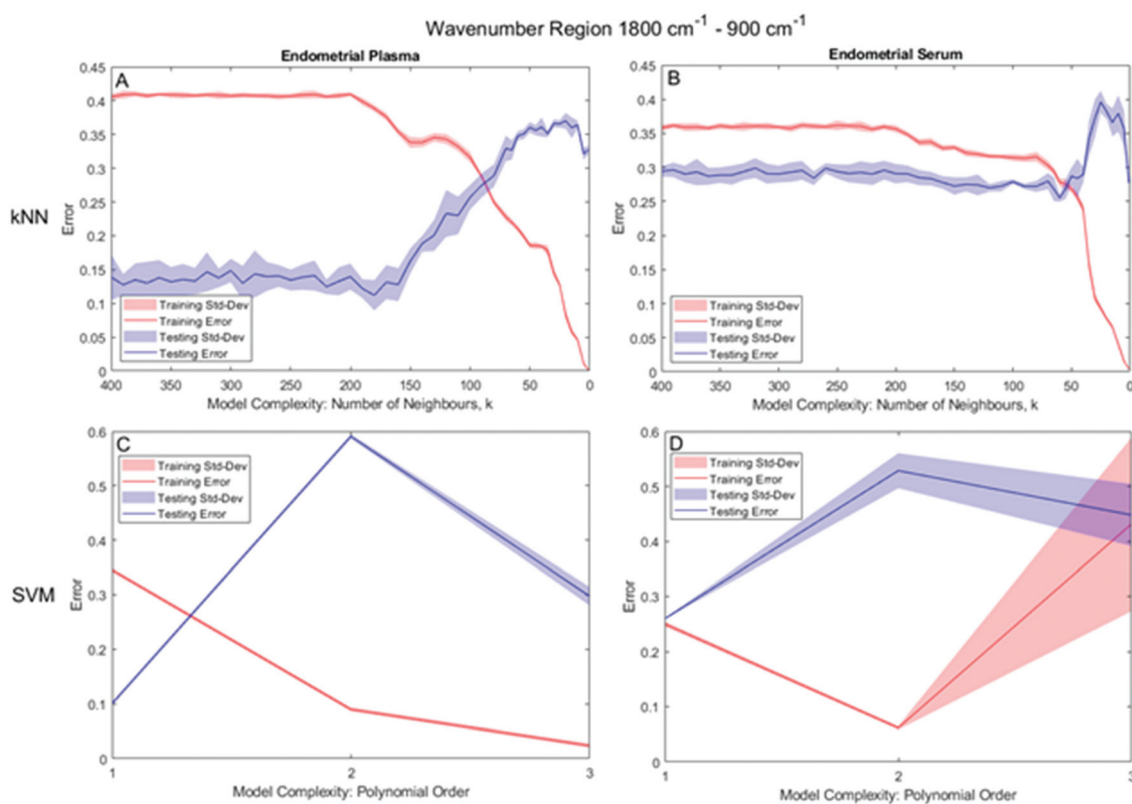 Wavenumber Region 1800 cm⁻¹ - 900 cm⁻¹
Endometrial Plasma
Endometrial Serum
kNN
A
Error
0.45
0.4
0.35
0.3
0.25
0.2
0.15
0.1
0.05
0
Training Std-Dev
Training Error
Testing Std-Dev
Testing Error
400 350 300 250 200 150 100 50 0
Model Complexity: Number of Neighbours, k
B
Error
0.45
0.4
0.35
0.3
0.25
0.2
0.15
0.1
0.05
0
Training Std-Dev
Training Error
Testing Std-Dev
Testing Error
400 350 300 250 200 150 100 50 0
Model Complexity: Number of Neighbours, k
SVM
C
Error
0.6
0.5
0.4
0.3
0.2
0.1
0
Training Std-Dev
Training Error
Testing Std-Dev
Testing Error
1 2 3
Model Complexity: Polynomial Order
D
Error
0.6
0.5
0.4
0.3
0.2
0.1
0
Training Std-Dev
Training Error
Testing Std-Dev
Testing Error
1 2 3
Model Complexity: Polynomial Order